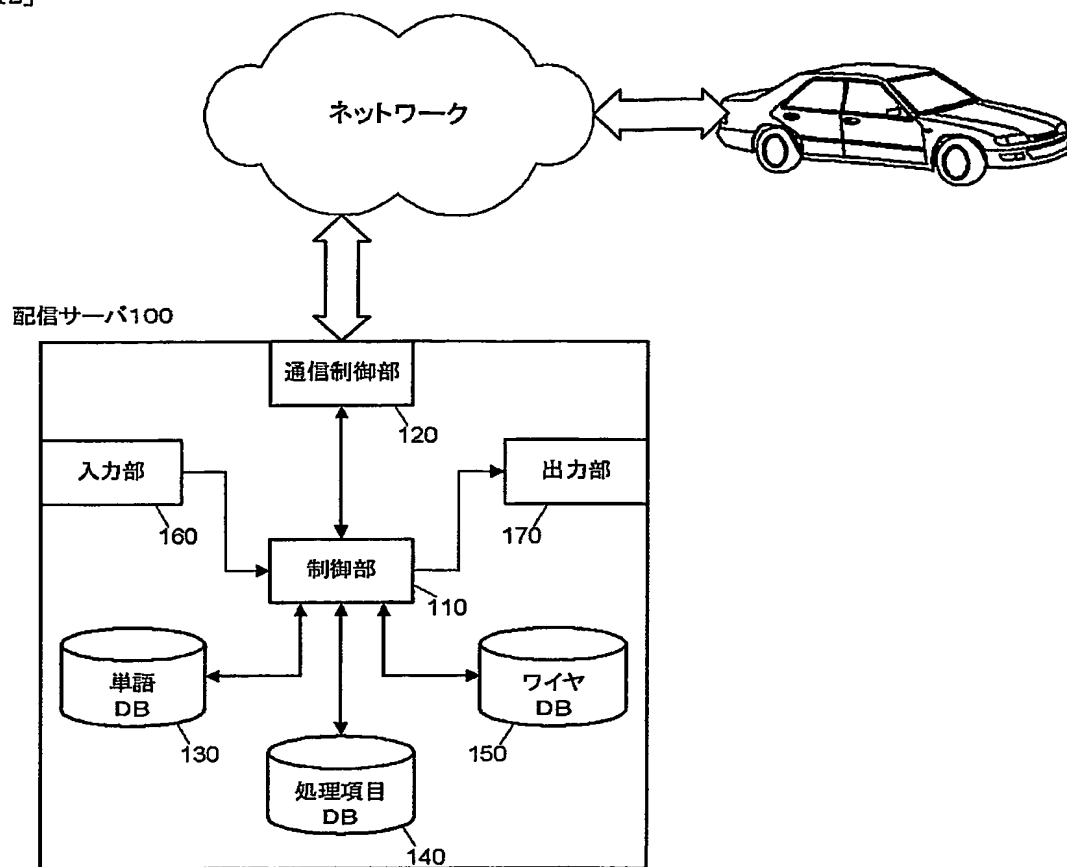 ネットワーク
配信サーバ100
通信制御部
120
入力部
160
出力部
170
制御部
110
単語
DB
130
処理項目
DB
140
ワイヤ
DB
150